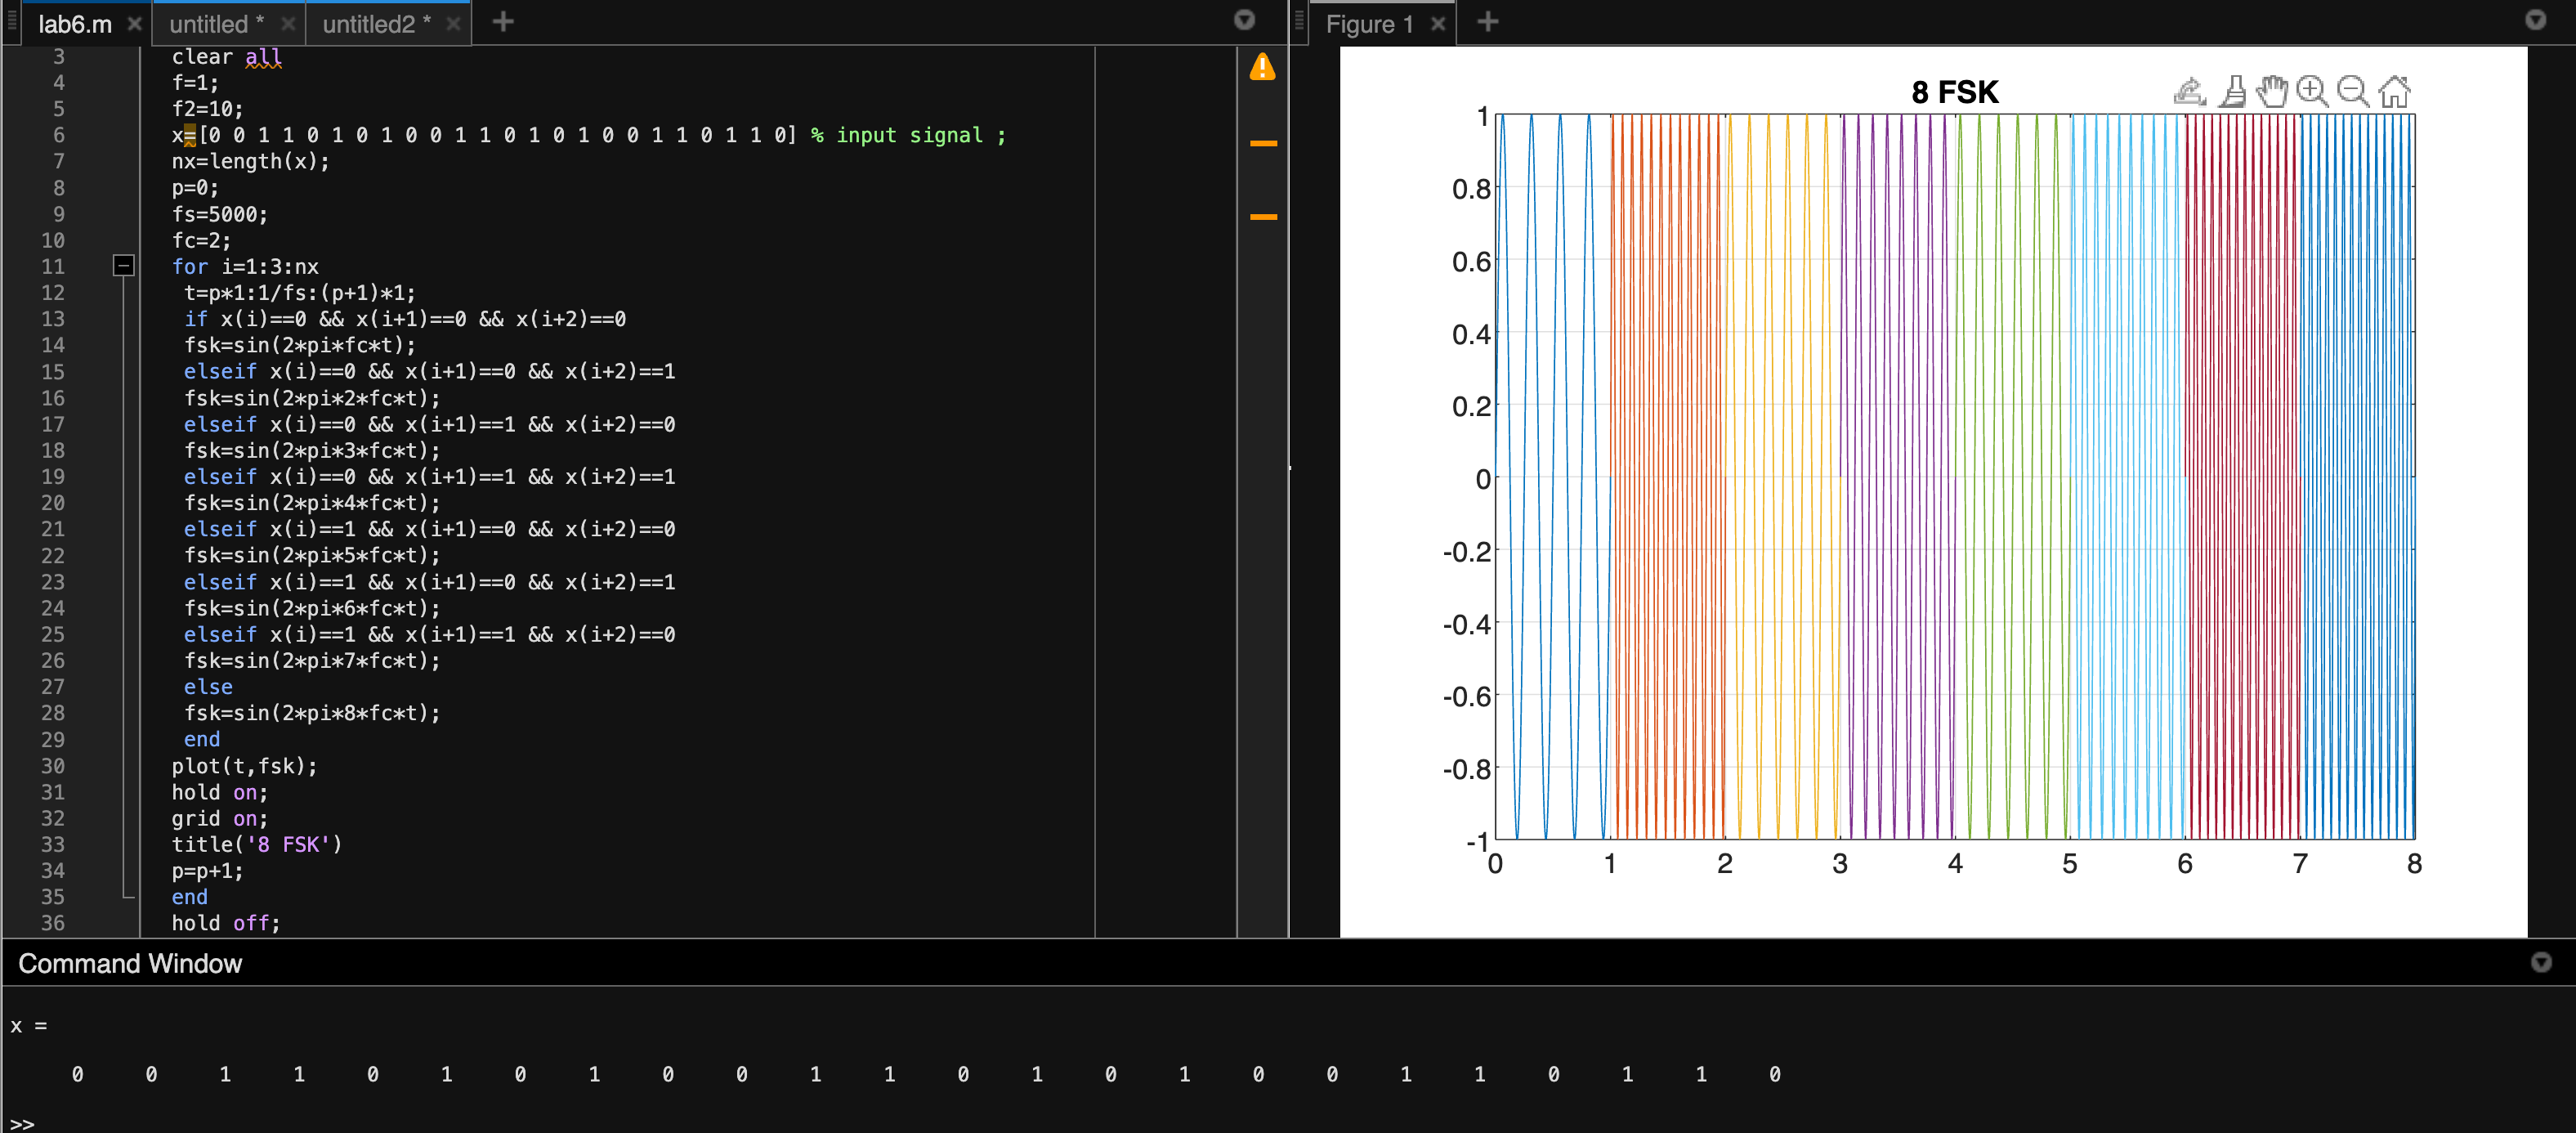 lab6.m × untitled * × untitled2 * × +
3 clear all
4 f=1;
5 f2=10;
6 x=[0 0 1 1 0 1 0 1 0 0 1 1 0 1 0 1 0 0 1 1 0 1 1 0] % input signal ;
7 nx=length(x);
8 p=0;
9 fs=5000;
10 fc=2;
11 for i=1:3:nx
12 t=p*1:1/fs:(p+1)*1;
13 if x(i)==0 && x(i+1)==0 && x(i+2)==0
14 fsk=sin(2*pi*fc*t);
15 elseif x(i)==0 && x(i+1)==0 && x(i+2)==1
16 fsk=sin(2*pi*2*fc*t);
17 elseif x(i)==0 && x(i+1)==1 && x(i+2)==0
18 fsk=sin(2*pi*3*fc*t);
19 elseif x(i)==0 && x(i+1)==1 && x(i+2)==1
20 fsk=sin(2*pi*4*fc*t);
21 elseif x(i)==1 && x(i+1)==0 && x(i+2)==0
22 fsk=sin(2*pi*5*fc*t);
23 elseif x(i)==1 && x(i+1)==0 && x(i+2)==1
24 fsk=sin(2*pi*6*fc*t);
25 elseif x(i)==1 && x(i+1)==1 && x(i+2)==0
26 fsk=sin(2*pi*7*fc*t);
27 else
28 fsk=sin(2*pi*8*fc*t);
29 end
30 plot(t,fsk);
31 hold on;
32 grid on;
33 title('8 FSK')
34 p=p+1;
35 end
36 hold off;
Figure 1 × +
8 FSK
1
0.8
0.6
0.4
0.2
0
-0.2
-0.4
-0.6
-0.8
-1
0 1 2 3 4 5 6 7 8
Command Window
x =
0 0 1 1 0 1 0 1 0 0 1 1 0 1 0 1 0 0 1 1 0 1 1 0
>>